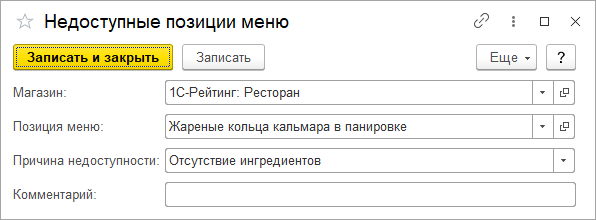 Недоступные позиции меню
Записать и закрыть Записать Еще ?
Магазин: 1С-Рейтинг: Ресторан
Позиция меню: Жареные кольца кальмара в панировке
Причина недоступности: Отсутствие ингредиентов
Комментарий: